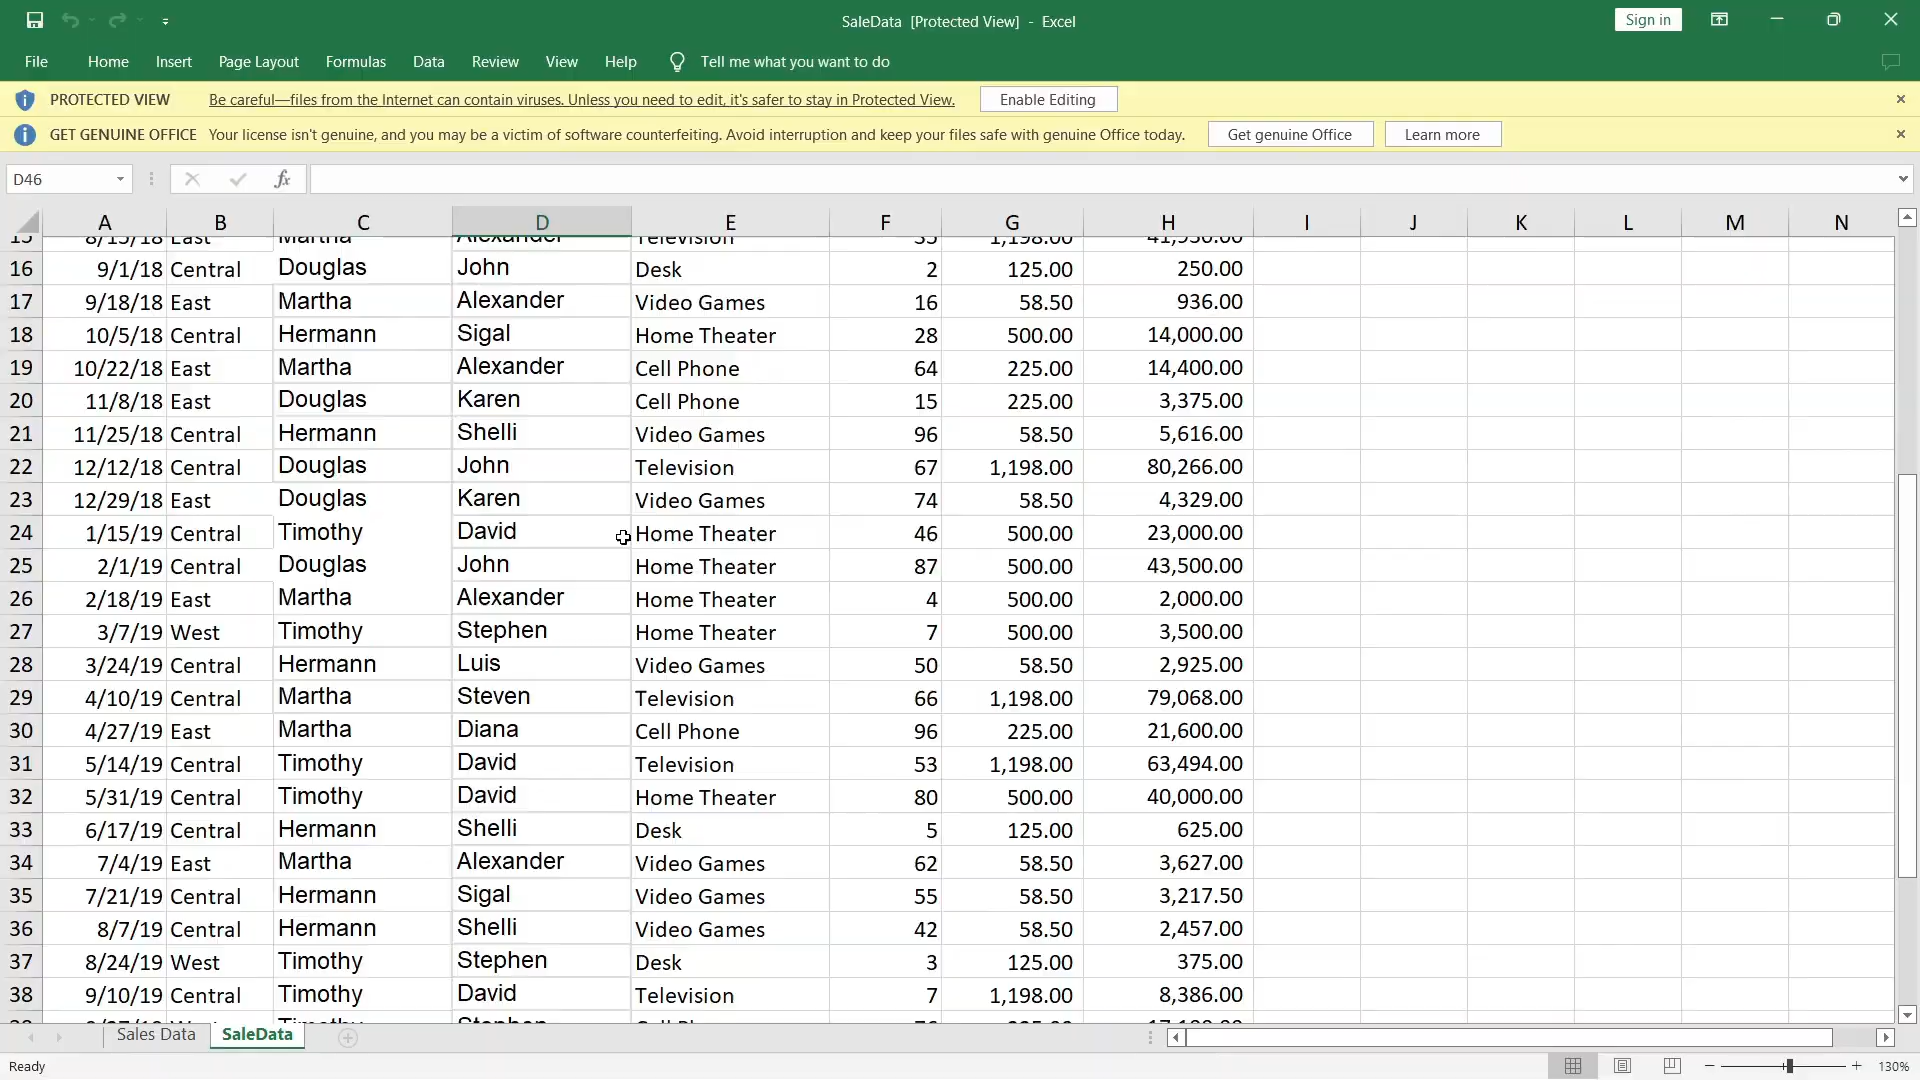 SaleData [Protected View] - Excel
Sign in
File Home Insert Page Layout Formulas Data Review View Help Tell me what you want to do
PROTECTED VIEW Be careful—files from the Internet can contain viruses. Unless you need to edit, it's safer to stay in Protected View. Enable Editing
GET GENUINE OFFICE Your license isn't genuine, and you may be a victim of software counterfeiting. Avoid interruption and keep your files safe with genuine Office today. Get genuine Office Learn more
D46 fx
A B C D E F G H I J K L M N
15 8/15/18 East Martha Alexander Television 35 1,198.00 41,930.00
16 9/1/18 Central Douglas John Desk 2 125.00 250.00
17 9/18/18 East Martha Alexander Video Games 16 58.50 936.00
18 10/5/18 Central Hermann Sigal Home Theater 28 500.00 14,000.00
19 10/22/18 East Martha Alexander Cell Phone 64 225.00 14,400.00
20 11/8/18 East Douglas Karen Cell Phone 15 225.00 3,375.00
21 11/25/18 Central Hermann Shelli Video Games 96 58.50 5,616.00
22 12/12/18 Central Douglas John Television 67 1,198.00 80,266.00
23 12/29/18 East Douglas Karen Video Games 74 58.50 4,329.00
24 1/15/19 Central Timothy David Home Theater 46 500.00 23,000.00
25 2/1/19 Central Douglas John Home Theater 87 500.00 43,500.00
26 2/18/19 East Martha Alexander Home Theater 4 500.00 2,000.00
27 3/7/19 West Timothy Stephen Home Theater 7 500.00 3,500.00
28 3/24/19 Central Hermann Luis Video Games 50 58.50 2,925.00
29 4/10/19 Central Martha Steven Television 66 1,198.00 79,068.00
30 4/27/19 East Martha Diana Cell Phone 96 225.00 21,600.00
31 5/14/19 Central Timothy David Television 53 1,198.00 63,494.00
32 5/31/19 Central Timothy David Home Theater 80 500.00 40,000.00
33 6/17/19 Central Hermann Shelli Desk 5 125.00 625.00
34 7/4/19 East Martha Alexander Video Games 62 58.50 3,627.00
35 7/21/19 Central Hermann Sigal Video Games 55 58.50 3,217.50
36 8/7/19 Central Hermann Shelli Video Games 42 58.50 2,457.00
37 8/24/19 West Timothy Stephen Desk 3 125.00 375.00
38 9/10/19 Central Timothy David Television 7 1,198.00 8,386.00
Timothy Stephen
Sales Data SaleData
Ready 130%